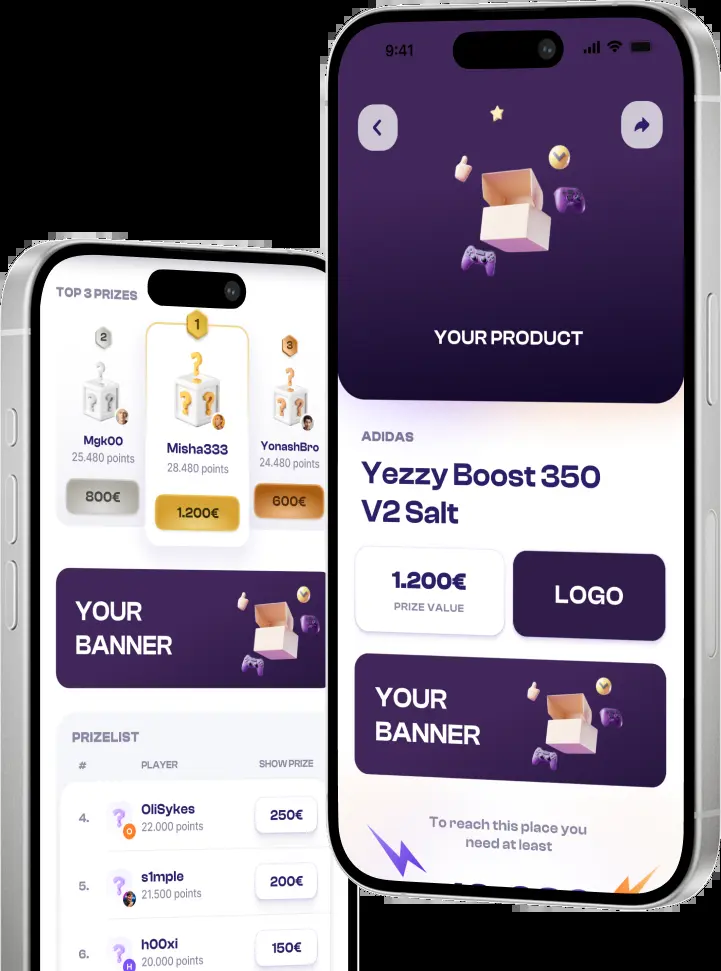 TOP 3 PRIZES
2
1
3
Mgk00
25.480 points
Misha333
28.480 points
YonashBro
24.480 points
800€
1.200€
600€
YOUR
BANNER
PRIZELIST
# PLAYER SHOW PRIZE
4. OliSykes 250€
22.000 points
O
5. s1mple 200€
21.500 points
6. h00xi 150€
20.000 points
H
9:41
YOUR PRODUCT
ADIDAS
Yezzy Boost 350
V2 Salt
1.200€
PRIZE VALUE
LOGO
YOUR
BANNER
To reach this place you
need at least